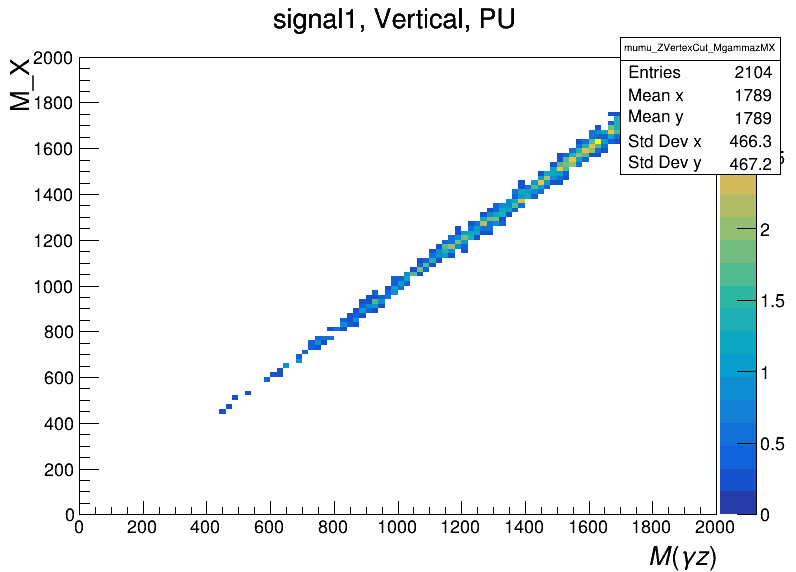 signal1, Vertical, PU
mumu_ZVertexCut_MgammazMX
Entries 2104
Mean x 1789
Mean y 1789
Std Dev x 466.3
Std Dev y 467.2
M_X
2000
1800
1600
1400
1200
1000
800
600
400
200
0
0 200 400 600 800 1000 1200 1400 1600 1800 2000
M(γz)
5
2
1.5
1
0.5
0